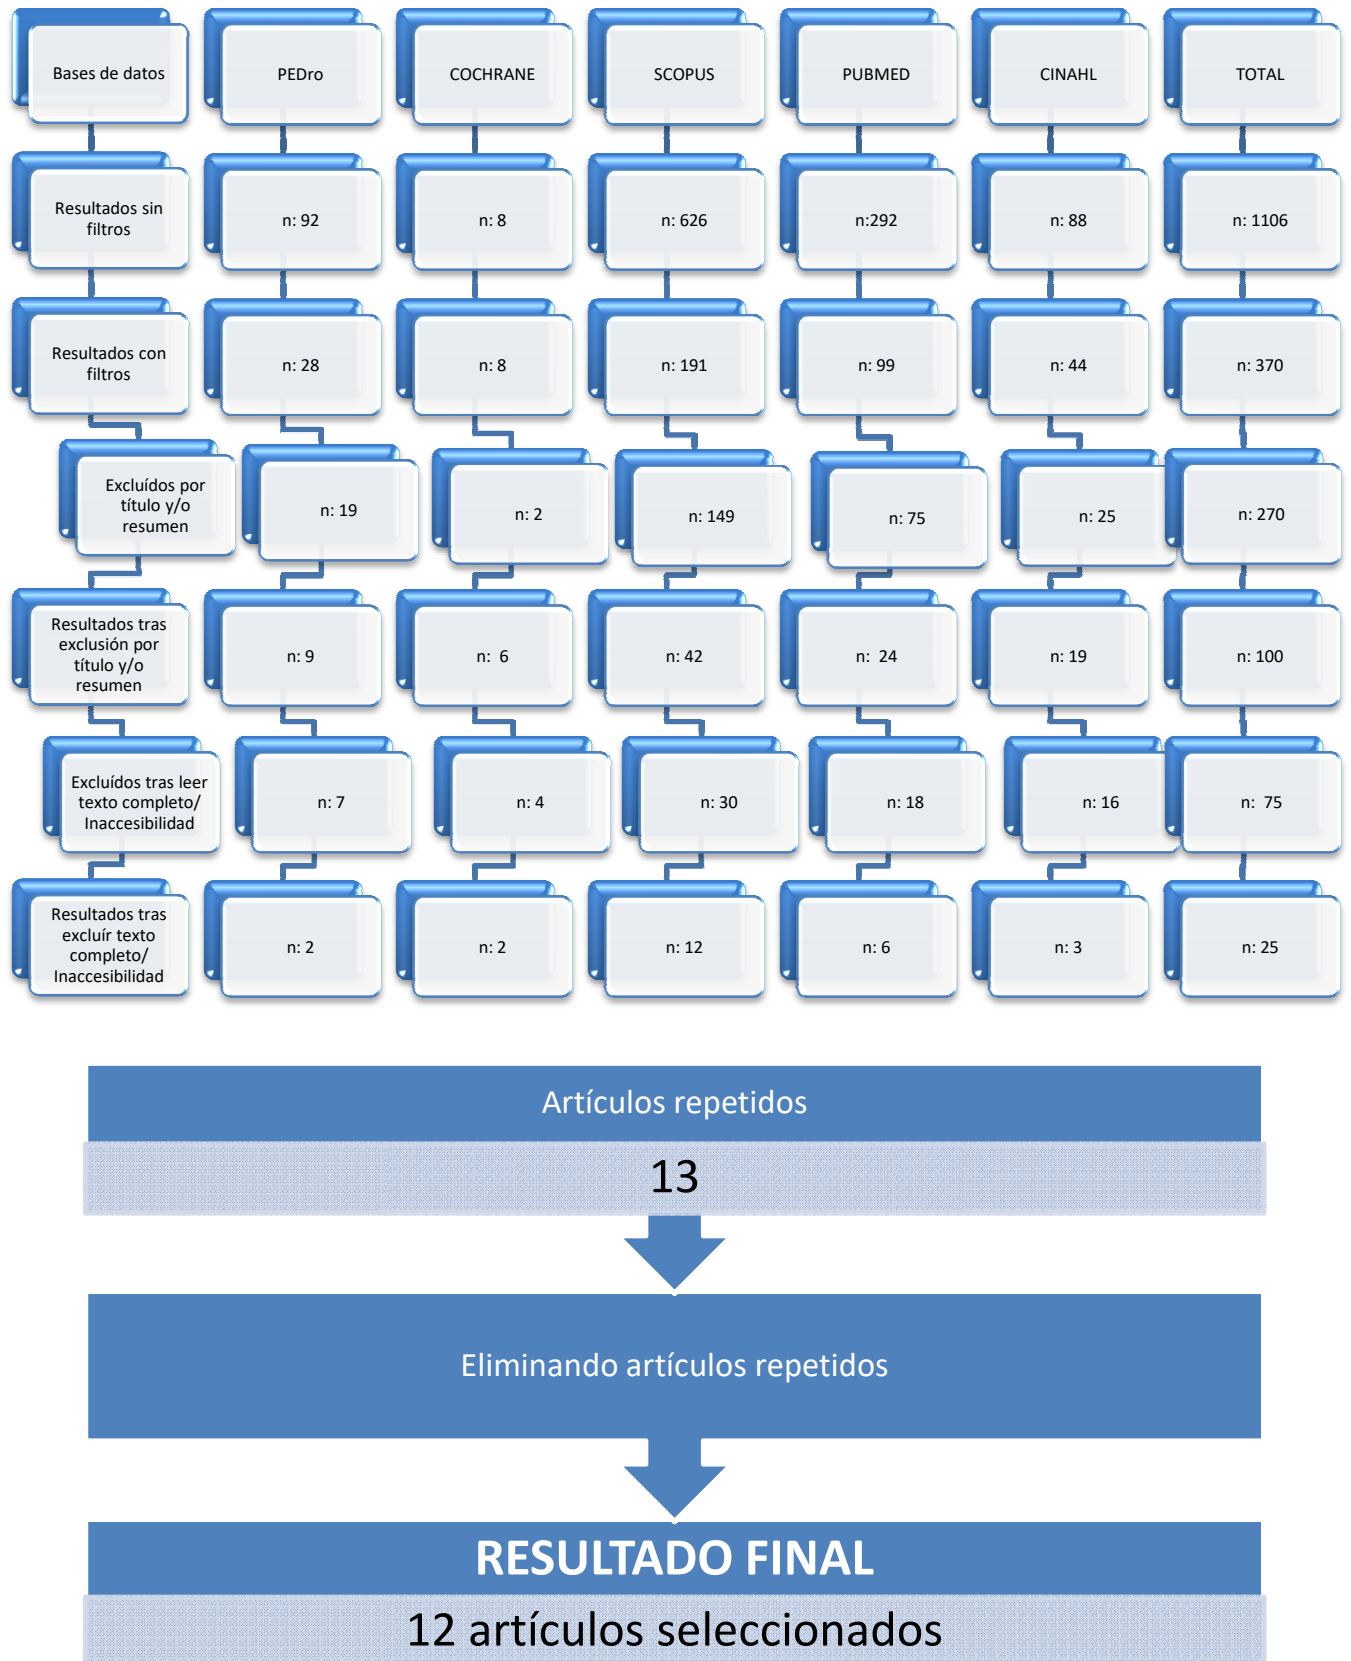 Bases de datos
PEDro
COCHRANE
SCOPUS
PUBMED
CINAHL
TOTAL
Resultados sin
filtros
n: 92
n: 8
n: 626
n:292
n: 88
n: 1106
Resultados con
filtros
n: 28
n: 8
n: 191
n: 99
n: 44
n: 370
Excluídos por
título y/o
resumen
n: 19
n: 2
n: 149
n: 75
n: 25
n: 270
Resultados tras
exclusión por
título y/o
resumen
n: 9
n: 6
n: 42
n: 24
n: 19
n: 100
Excluídos tras leer
texto completo/
Inaccesibilidad
n: 7
n: 4
n: 30
n: 18
n: 16
n: 75
Resultados tras
excluír texto
completo/
Inaccesibilidad
n: 2
n: 2
n: 12
n: 6
n: 3
n: 25
Artículos repetidos
13
Eliminando artículos repetidos
RESULTADO FINAL
12 artículos seleccionados